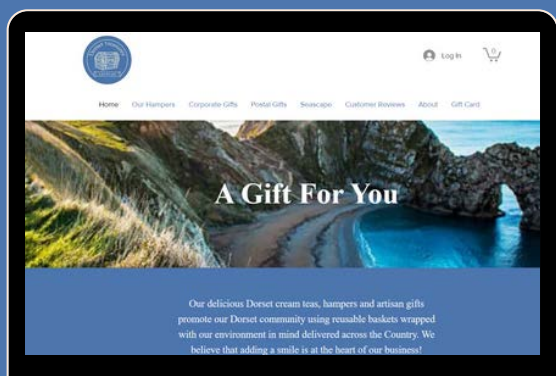 Dorset Treasures
Log In
0
Home Our Hampers Corporate Gifts Postal Gifts Seascape Customer Reviews About Gift Card
A Gift For You
Our delicious Dorset cream teas, hampers and artisan gifts
promote our Dorset community using reusable baskets wrapped
with our environment in mind delivered across the Country. We
believe that adding a smile is at the heart of our business!